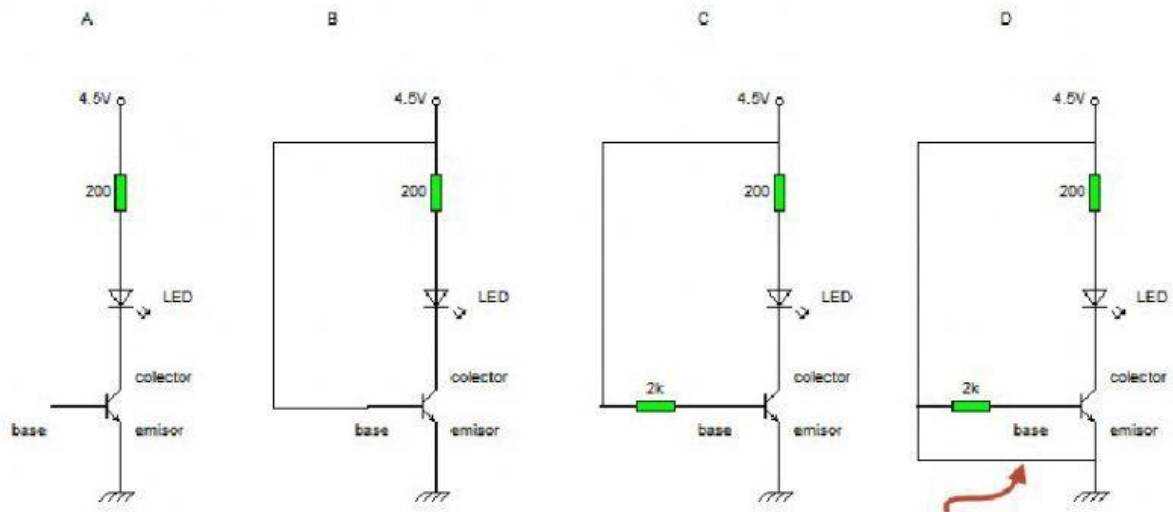 A B C D
4.5V 4.5V 4.5V 4.5V
200 200 200 200
LED LED LED LED
colector colector colector colector
2k 2k
base emisor base emisor base emisor base emisor